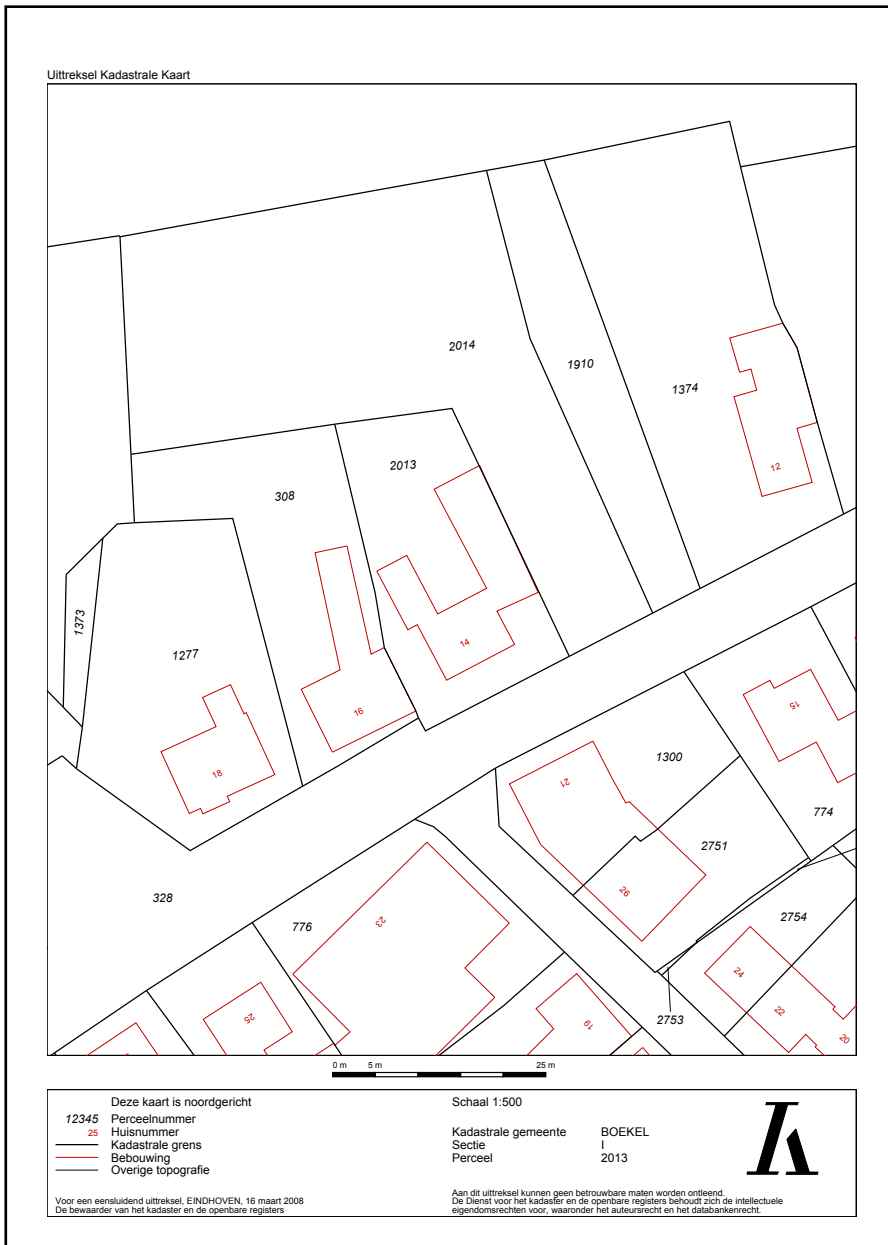 Uittreksel Kadastrale Kaart
2014
1910
1374
2013
308
12
1373
1277
14
16
18
1300
15
21
774
2751
26
328
776
23
2754
24
25
19
2753
22
20
0 m 5 m 25 m
Deze kaart is noordgericht
12345 Perceelnummer
25 Huisnummer
Kadastrale grens
Bebouwing
Overige topografie
Schaal 1:500
Kadastrale gemeente BOEKEL
Sectie I
Perceel 2013
Voor een eensluidend uittreksel, EINDHOVEN, 16 maart 2008
De bewaarder van het kadaster en de openbare registers
Aan dit uittreksel kunnen geen betrouwbare maten worden ontleend.
De Dienst voor het kadaster en de openbare registers behoudt zich de intellectuele
eigendomsrechten voor, waaronder het auteursrecht en het databankenrecht.